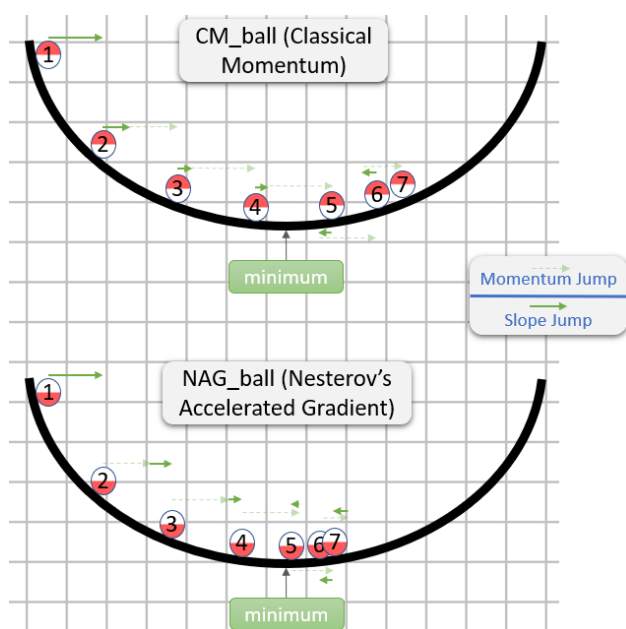 CM_ball (Classical
Momentum)
1
2
3
4
5
6
7
minimum
Momentum Jump
Slope Jump
NAG_ball (Nesterov's
Accelerated Gradient)
1
2
3
4
5
6
7
minimum